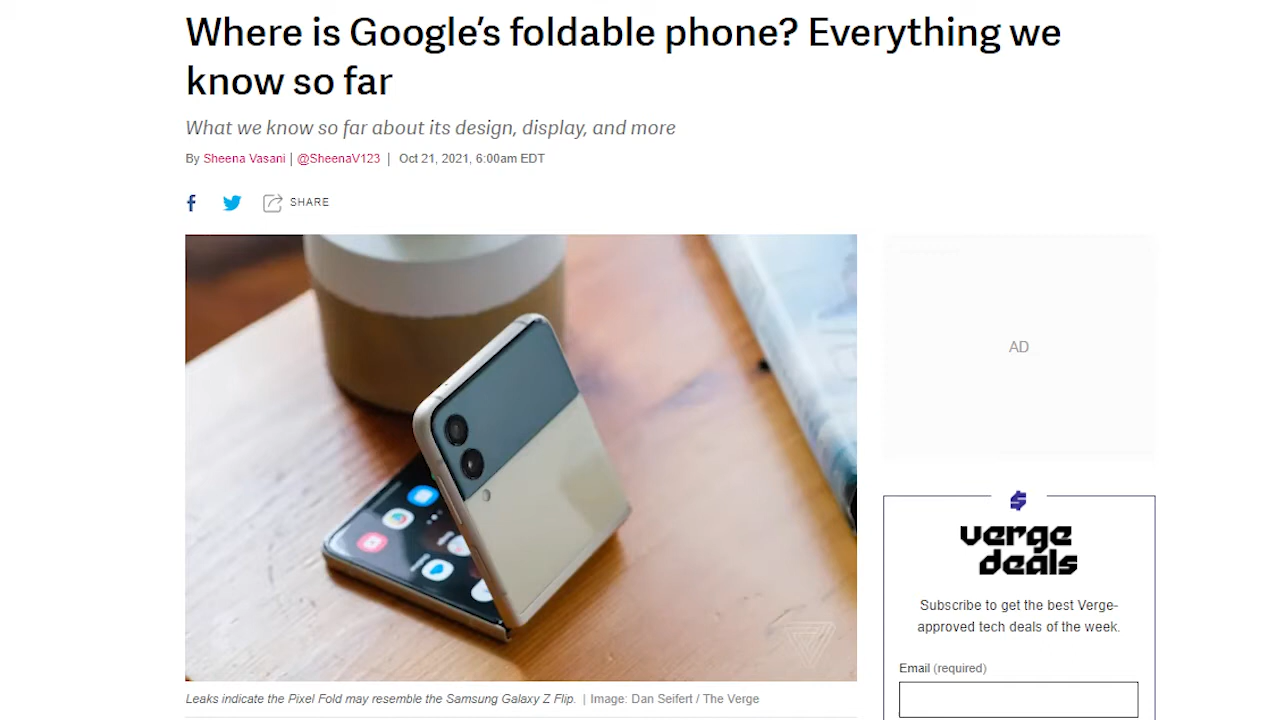 Where is Google's foldable phone? Everything we
know so far
What we know so far about its design, display, and more
By Sheena Vasani | @SheenaV123 | Oct 21, 2021, 6:00am EDT
SHARE
AD
verge
deals
Subscribe to get the best Verge-
approved tech deals of the week.
Email (required)
Leaks indicate the Pixel Fold may resemble the Samsung Galaxy Z Flip. | Image: Dan Seifert / The Verge